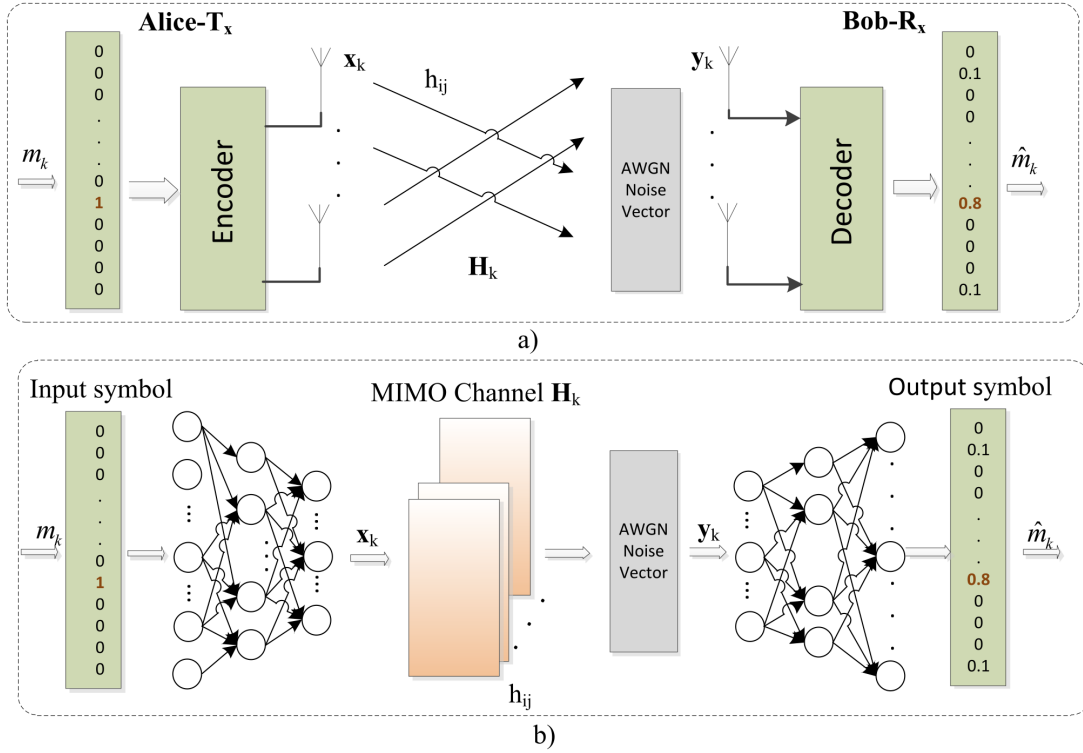 Alice-Tx
Bob-Rx
mk
0
0
0
.
.
.
.
0
1
0
0
0
0
Encoder
xk
.
.
.
hij
Hk
AWGN
Noise
Vector
yk
.
.
.
Decoder
0
0.1
0
0
.
.
.
0.8
0
0
0
0.1
m̂k
a)
Input symbol
MIMO Channel Hk
Output symbol
mk
0
0
0
.
.
.
0
1
0
0
0
0
xk
hij
AWGN
Noise
Vector
yk
0
0.1
0
0
.
.
.
0.8
0
0
0
0.1
m̂k
b)